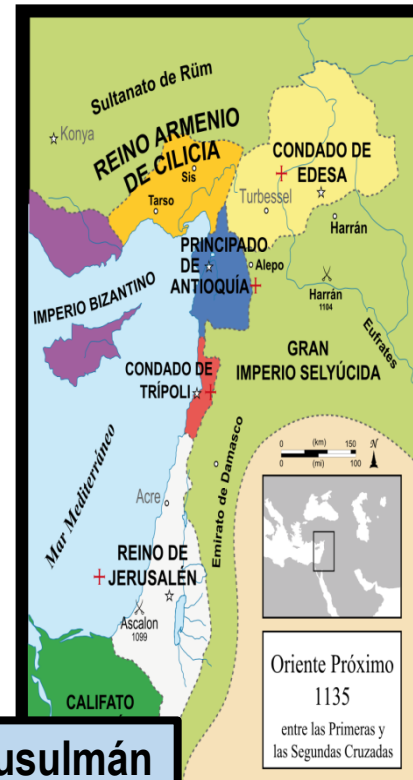 Sultanato de Rüm
Konya
REINO ARMENIO
DE CILICIA
Sis
Tarso
CONDADO DE
EDESA
Turbessel
Harrán
PRINCIPADO
DE
ANTIOQUÍA
Alepo
Harrán
1104
Eufrates
IMPERIO BIZANTINO
GRAN
IMPERIO SELYÚCIDA
CONDADO DE
TRÍPOLI
Mar Mediterráneo
Emirato de Damasco
Acre
REINO DE
JERUSALÉN
Ascalon
1099
CALIFATO
0 (km) 150
0 (mi) 100
N
Oriente Próximo
1135
entre las Primeras y
las Segundas Cruzadas
usulmán